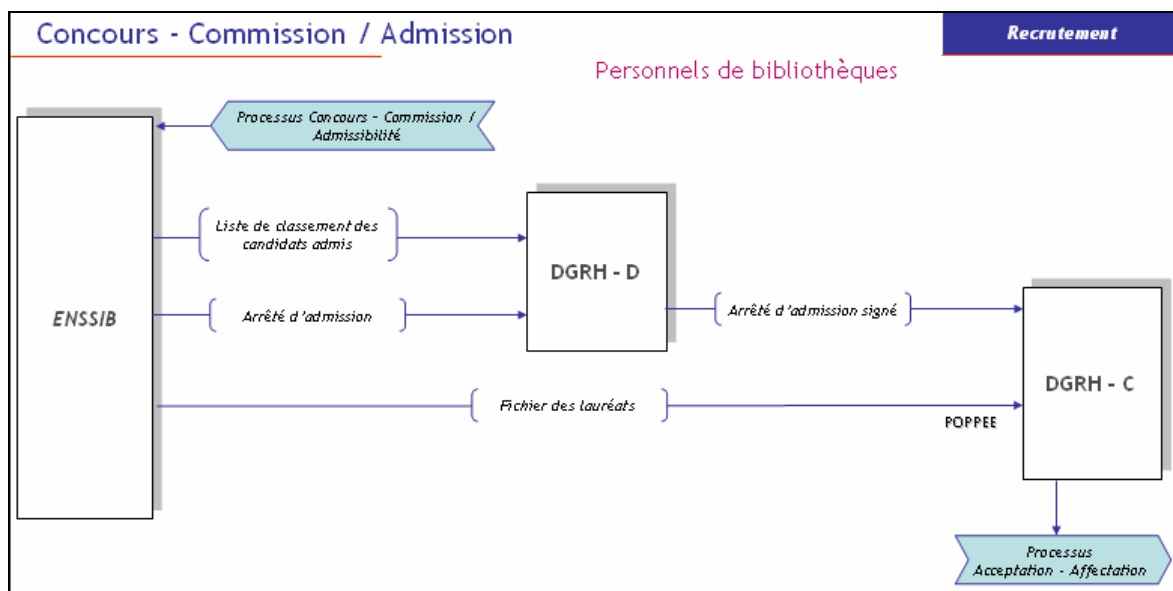 Concours - Commission / Admission
Recrutement
Personnels de bibliothèques
Processus Concours - Commission /
Admissibilité
Liste de classement des
candidats admis
DGRH - D
ENSSIB
Arrêté d'admission
Arrêté d'admission signé
DGRH - C
Fichier des lauréats
POPPEE
Processus
Acceptation - Affectation